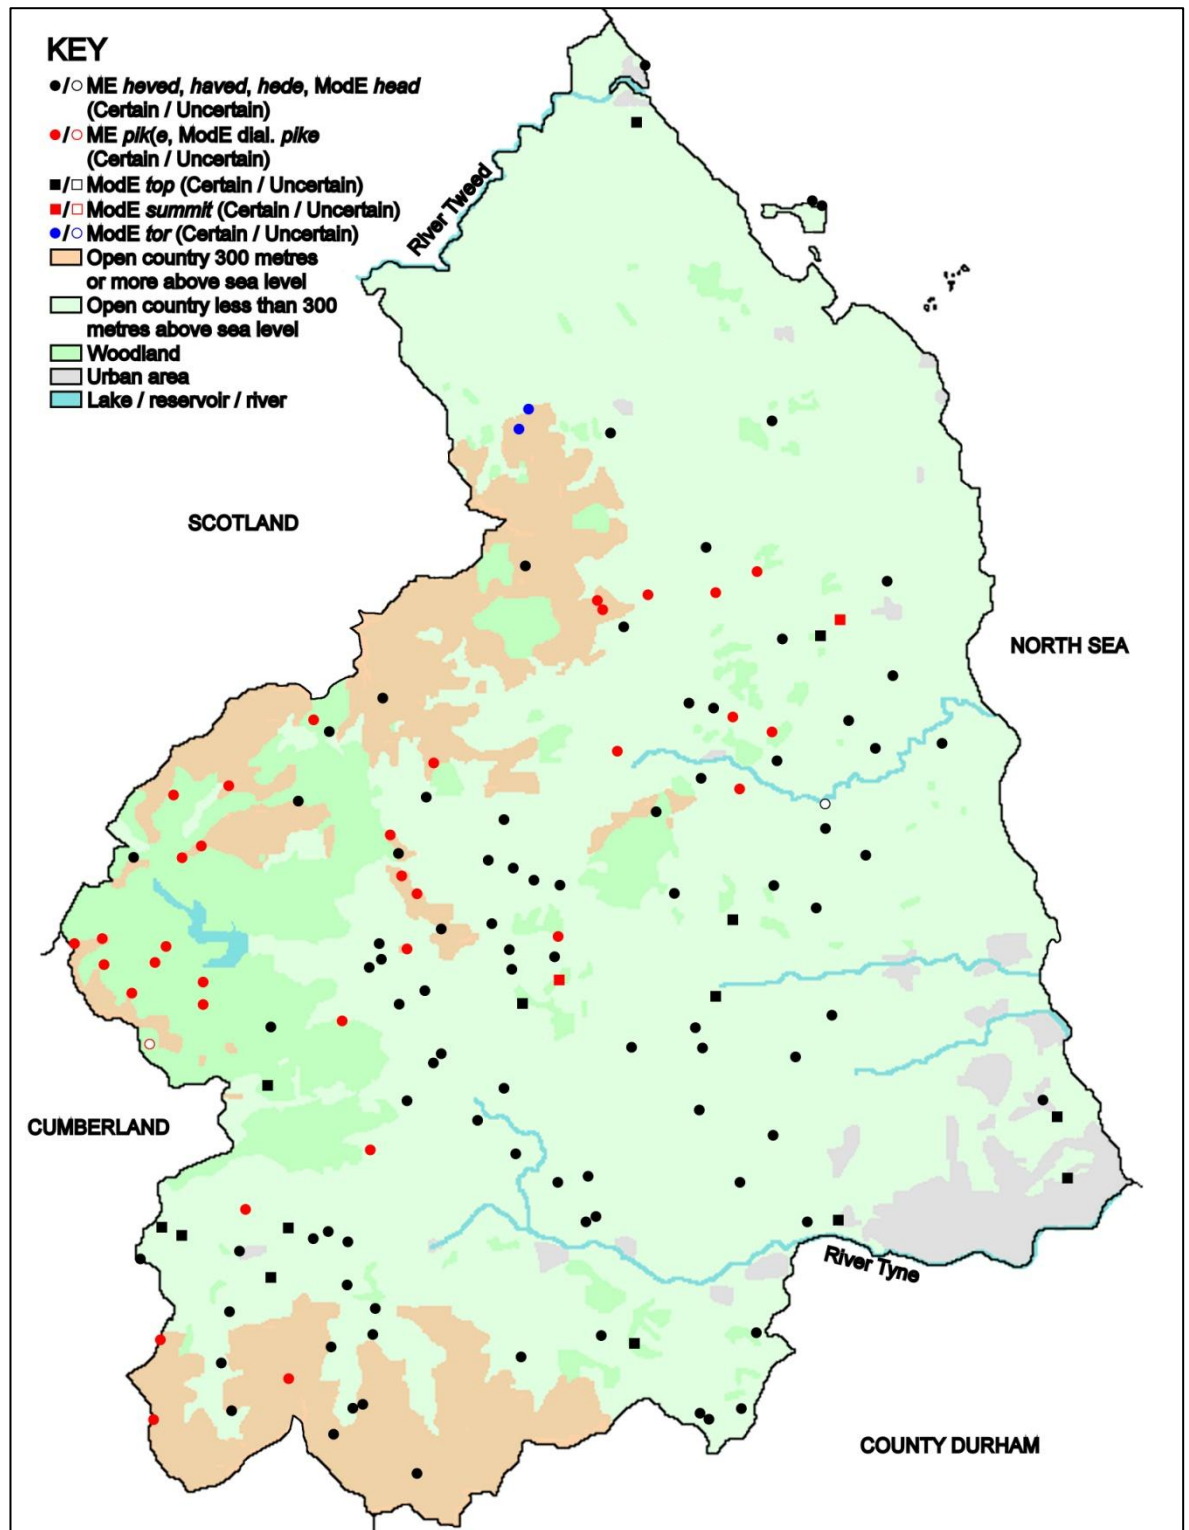 KEY
●/○ ME heved, haved, hede, ModE head
(Certain / Uncertain)
●/○ ME pik(e, ModE dial. pike
(Certain / Uncertain)
■/□ ModE top (Certain / Uncertain)
■/□ ModE summit (Certain / Uncertain)
●/○ ModE tor (Certain / Uncertain)
Open country 300 metres
or more above sea level
Open country less than 300
metres above sea level
Woodland
Urban area
Lake / reservoir / river
River Tweed
SCOTLAND
NORTH SEA
CUMBERLAND
River Tyne
COUNTY DURHAM